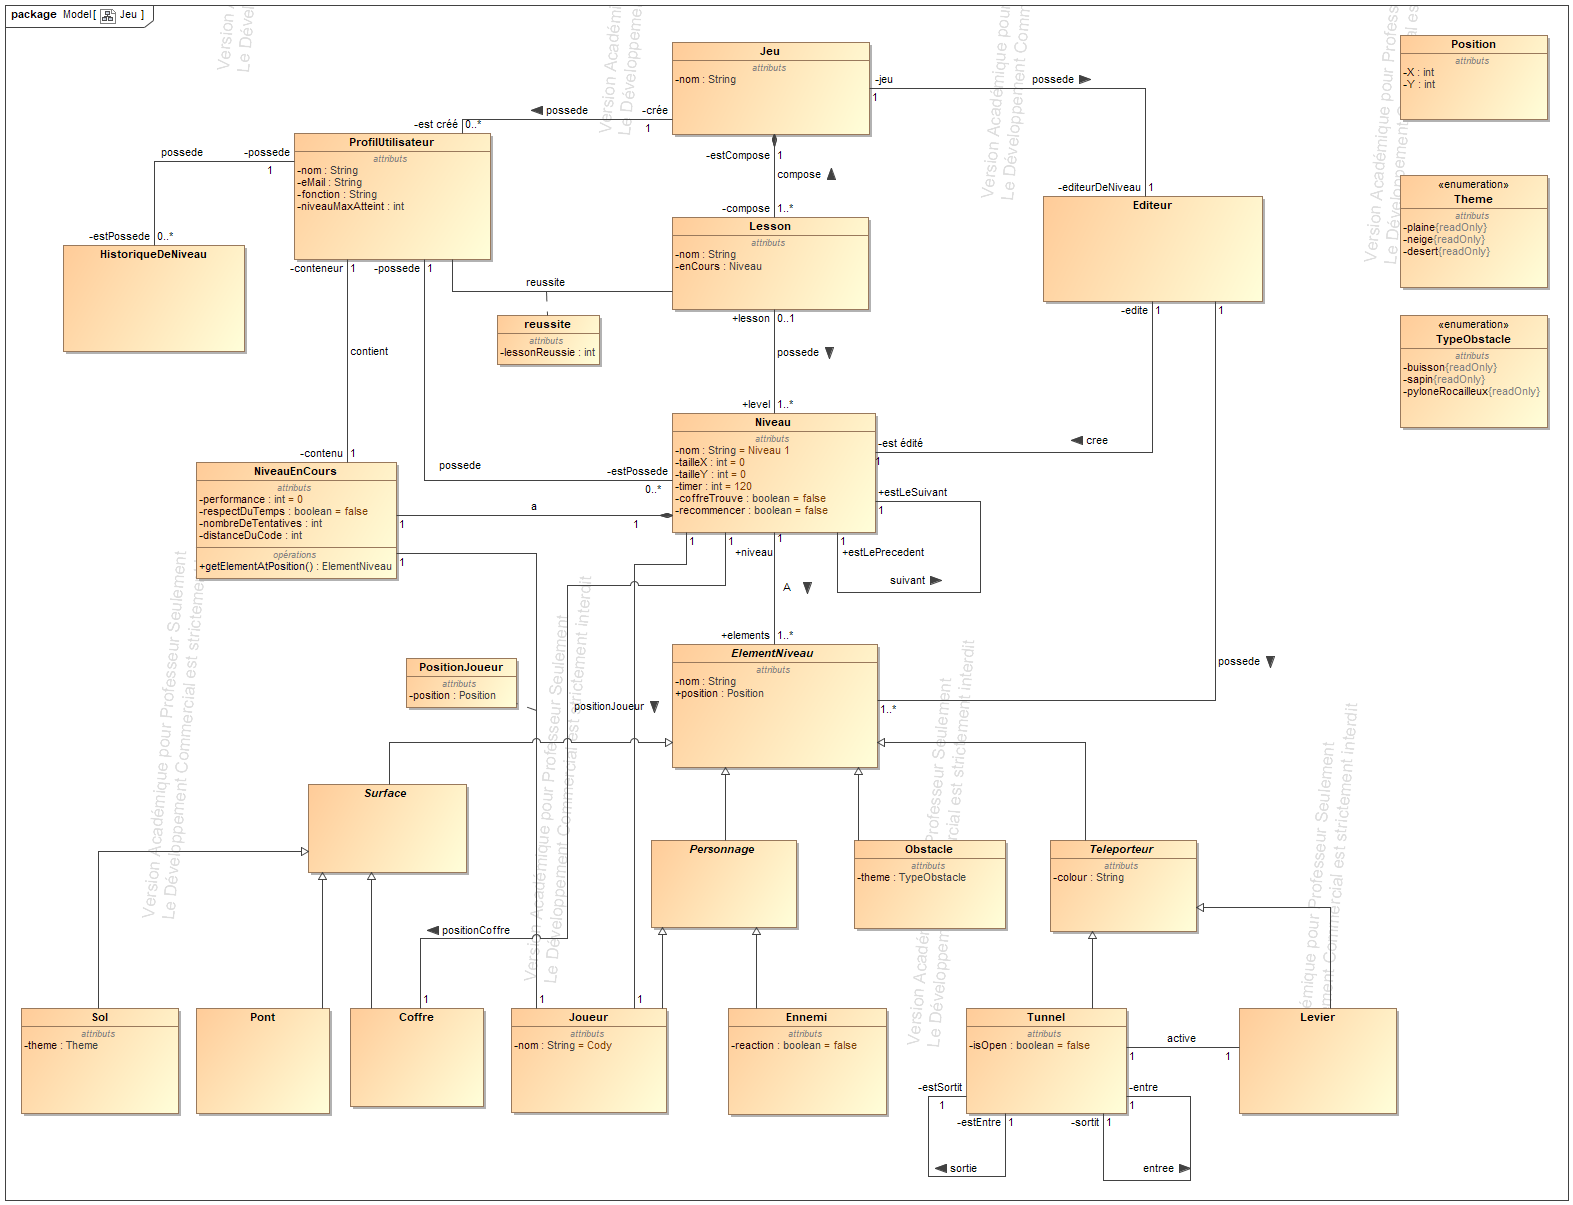 package Model[ Jeu ]
Jeu
attributs
-nom : String
-jeu
1
possede
possede
-crée
1
-est créé
0..*
-estCompose
1
compose
-compose
1..*
Position
attributs
-X : int
-Y : int
ProfilUtilisateur
attributs
-nom : String
-eMail : String
-fonction : String
-niveauMaxAtteint : int
possede
-possede
1
-estPossede
0..*
HistoriqueDeNiveau
Lesson
attributs
-nom : String
-enCours : Niveau
-editeurDeNiveau
1
Editeur
«enumeration»
Theme
attributs
-plaine{readOnly}
-neige{readOnly}
-desert{readOnly}
-conteneur
1
-possede
1
reussite
reussite
attributs
-lessonReussie : int
+lesson
0..1
possede
+level
1..*
-edite
1
1
«enumeration»
TypeObstacle
attributs
-buisson{readOnly}
-sapin{readOnly}
-pyloneRocailleux{readOnly}
contient
-contenu
1
possede
-estPossede
0..*
Niveau
attributs
-nom : String = Niveau 1
-tailleX : int = 0
-tailleY : int = 0
-timer : int = 120
-coffreTrouve : boolean = false
-recommencer : boolean = false
-est édité
1
cree
+estLeSuivant
1
1
+estLePrecedent
suivant
NiveauEnCours
attributs
-performance : int = 0
-respectDuTemps : boolean = false
-nombreDeTentatives : int
-distanceDuCode : int
opérations
+getElementAtPosition() : ElementNiveau
a
1
1
1
1
1
+niveau
1
A
+elements
1..*
ElementNiveau
attributs
-nom : String
+position : Position
possede
1..*
PositionJoueur
attributs
-position : Position
positionJoueur
Surface
Personnage
Obstacle
attributs
-theme : TypeObstacle
Teleporteur
attributs
-colour : String
positionCoffre
1
1
1
Sol
attributs
-theme : Theme
Pont
Coffre
Joueur
attributs
-nom : String = Cody
Ennemi
attributs
-reaction : boolean = false
Tunnel
attributs
-isOpen : boolean = false
active
1
1
Levier
-estSortit
1
-entre
1
-estEntre
1
-sortit
1
sortie
entree
Version Académique pour Professeur Seulement
Le Développement Commercial est strictement interdit